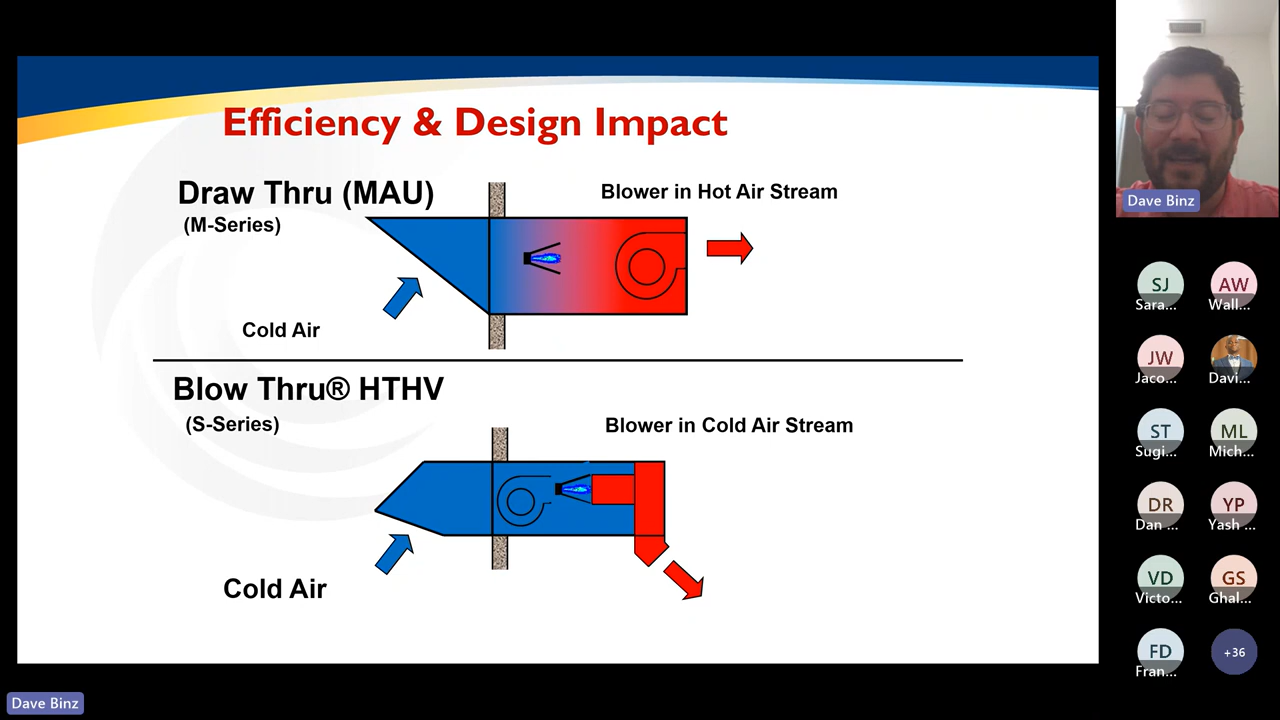 Efficiency & Design Impact
Draw Thru (MAU)
(M-Series)
Blower in Hot Air Stream
Cold Air
Blow Thru® HTHV
(S-Series)
Blower in Cold Air Stream
Cold Air
Dave Binz
SJ
Sara...
AW
Wall...
JW
Jaco...
Davi...
ST
Sugi...
ML
Mich...
DR
Dan ...
YP
Yash ...
VD
Victo...
GS
Ghal...
FD
Fran...
+36
Dave Binz